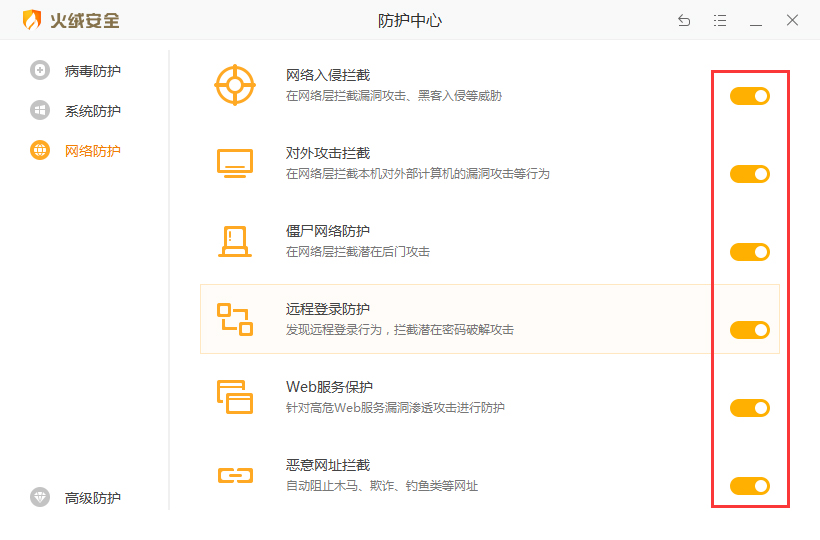 火绒安全
防护中心
病毒防护
系统防护
网络防护
高级防护
网络入侵拦截
在网络层拦截漏洞攻击、黑客入侵等威胁
对外攻击拦截
在网络层拦截本机对外部计算机的漏洞攻击等行为
僵尸网络防护
在网络层拦截潜在后门攻击
远程登录防护
发现远程登录行为，拦截潜在密码破解攻击
Web服务保护
针对高危Web服务漏洞渗透攻击进行防护
恶意网址拦截
自动阻止木马、欺诈、钓鱼类等网址